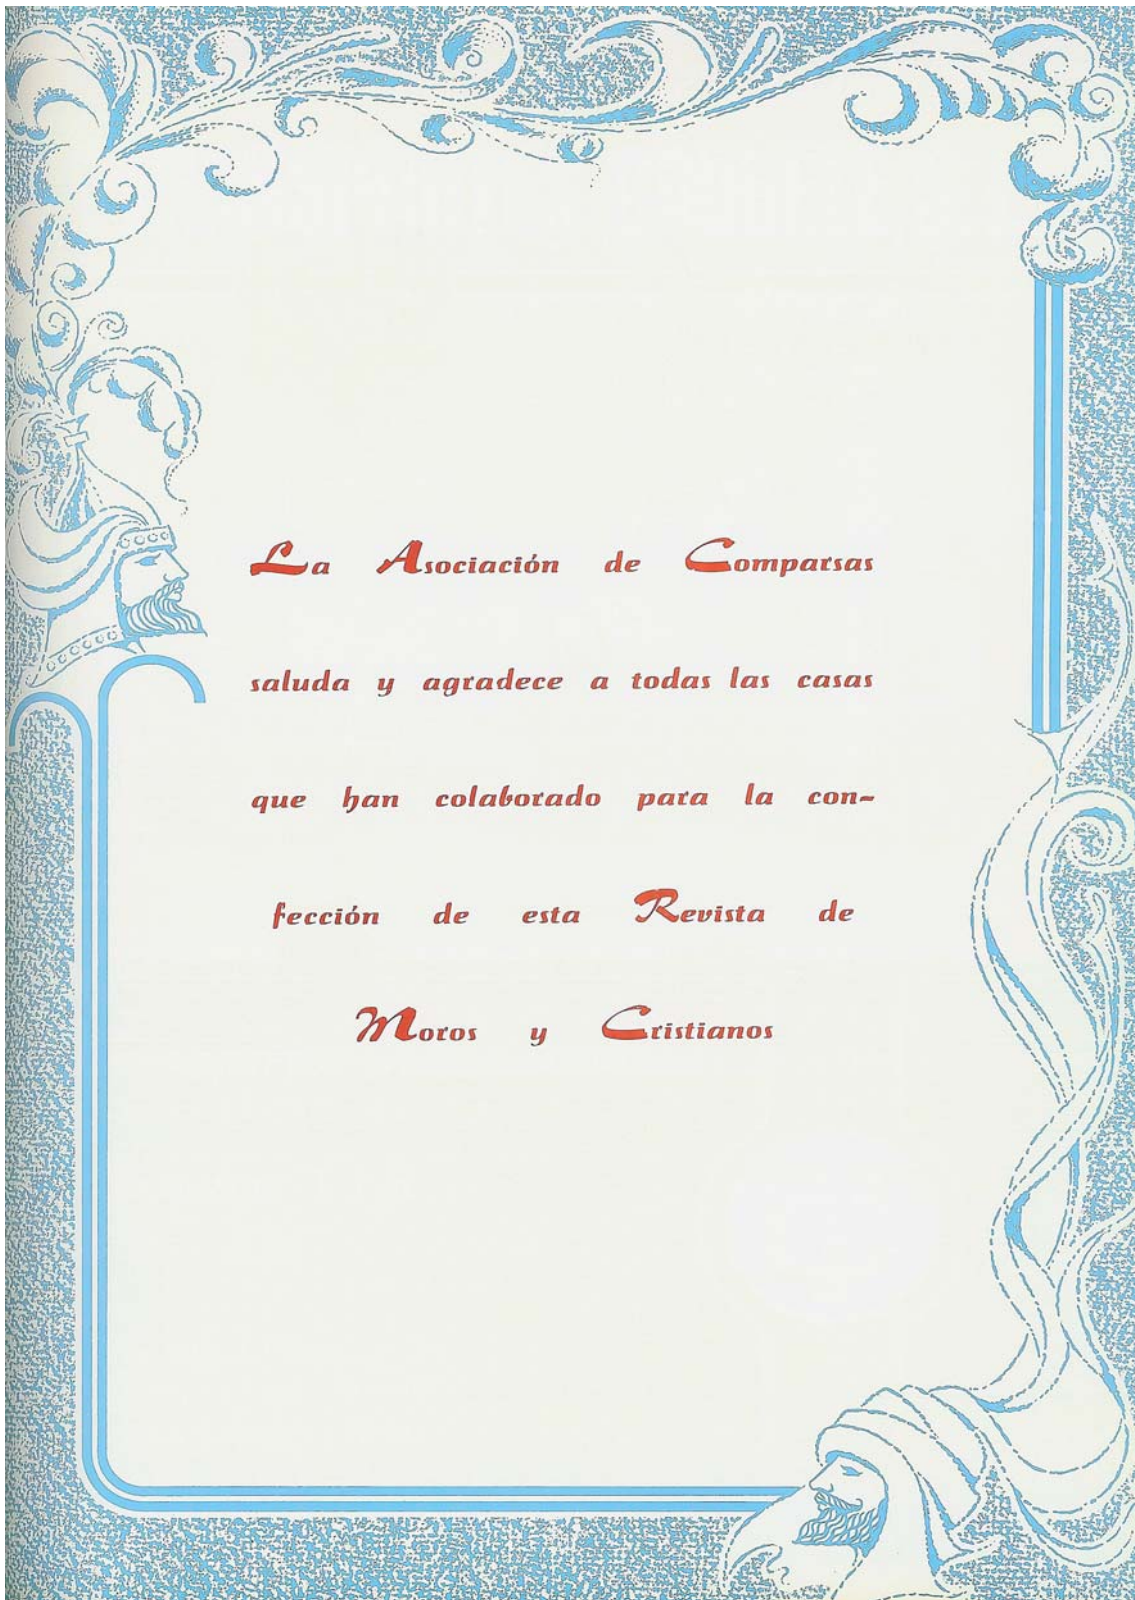 La Asociación de Comparsas
saluda y agradece a todas las casas
que han colaborado para la con-
fección de esta Revista de
Moros y Cristianos